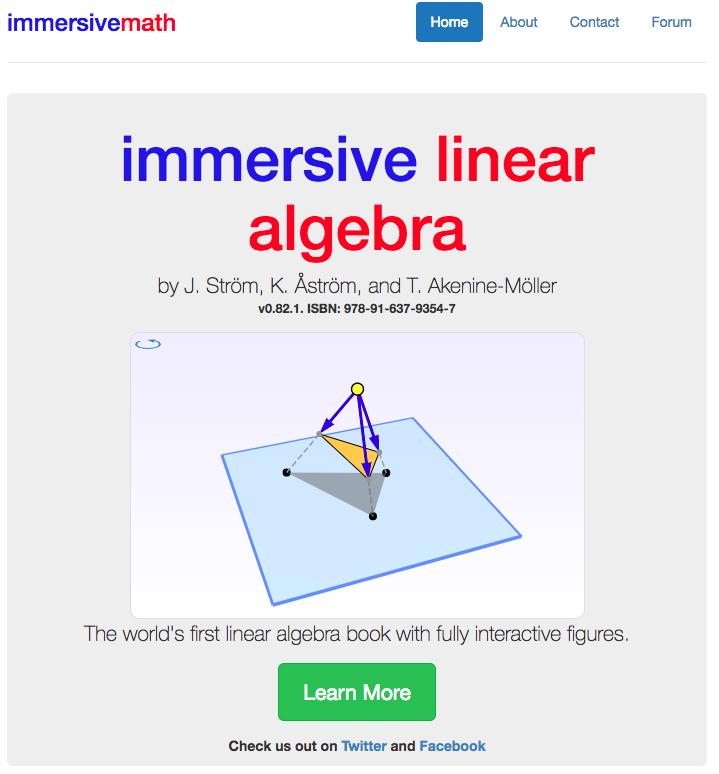 immersivemath
Home About Contact Forum
immersive linear
algebra
by J. Ström, K. Åström, and T. Akenine-Möller
v0.82.1. ISBN: 978-91-637-9354-7
The world's first linear algebra book with fully interactive figures.
Learn More
Check us out on Twitter and Facebook